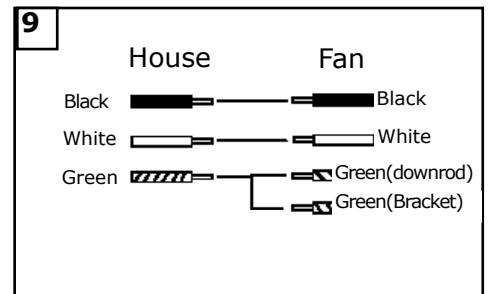 9
House Fan
Black Black
White White
Green Green(downrod)
Green(Bracket)